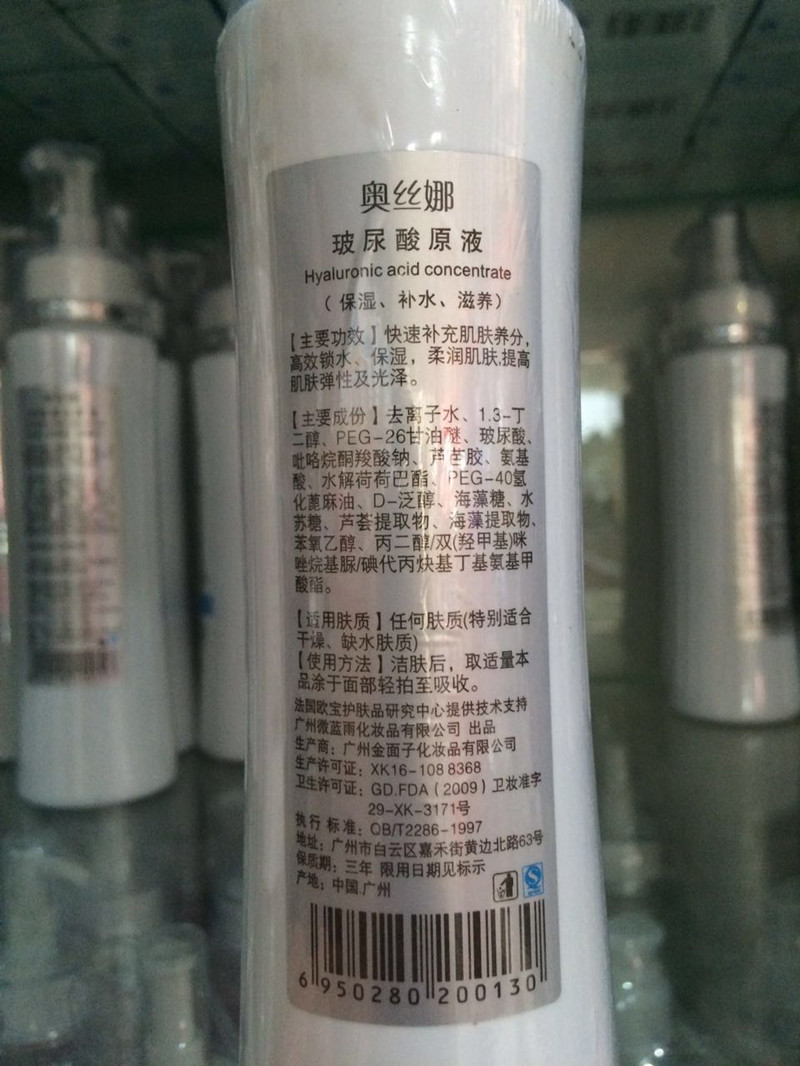 奥丝娜
玻尿酸原液
Hyaluronic acid concentrate
（保湿、补水、滋养）
【主要功效】快速补充肌肤养分，
高效锁水、保湿，柔润肌肤,提高
肌肤弹性及光泽。
【主要成份】去离子水、1.3-丁
二醇、PEG-26甘油醚、玻尿酸、
吡咯烷酮羧酸钠、芦芭胶、氨基
酸、水解荷荷巴酯、PEG-40氢
化蓖麻油、D-泛醇、海藻糖、水
苏糖、芦荟提取物、海藻提取物、
苯氧乙醇、丙二醇/双(羟甲基)咪
唑烷基脲/碘代丙炔基丁基氨基甲
酸酯。
【适用肤质】任何肤质(特别适合
干燥、缺水肤质)
【使用方法】洁肤后，取适量本
品涂于面部轻拍至吸收。
法国欧宝护肤品研究中心提供技术支持
广州微蓝雨化妆品有限公司 出品
生产商：广州金面子化妆品有限公司
生产许可证：XK16-108 8368
卫生许可证：GD.FDA（2009）卫妆准字
29-XK-3171号
执行 标准：QB/T2286-1997
地址：广州市白云区嘉禾街黄边北路63号
保质期：三年 限用日期见标示
产地：中国.广州
6 950280 200130